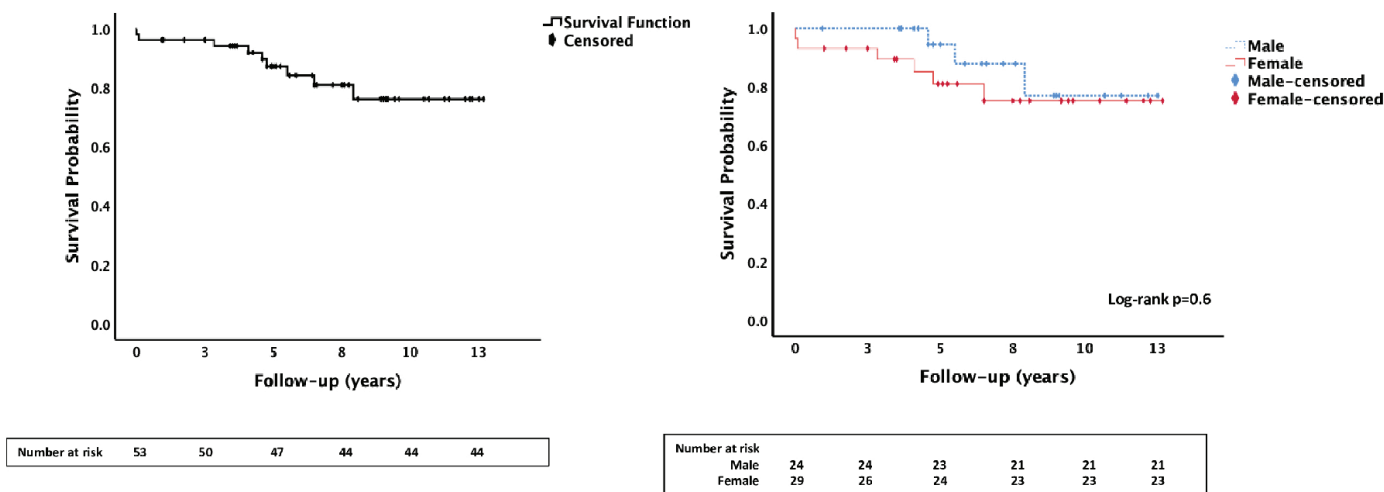 Survival Function
Censored
1.0
0.8
0.6
0.4
0.2
0.0
Survival Probability
0 3 5 8 10 13
Follow-up (years)
Number at risk 53 50 47 44 44 44
Male
Female
Male-censored
Female-censored
1.0
0.8
0.6
0.4
0.2
0.0
Survival Probability
Log-rank p=0.6
0 3 5 8 10 13
Follow-up (years)
Number at risk
Male 24 24 23 21 21 21
Female 29 26 24 23 23 23